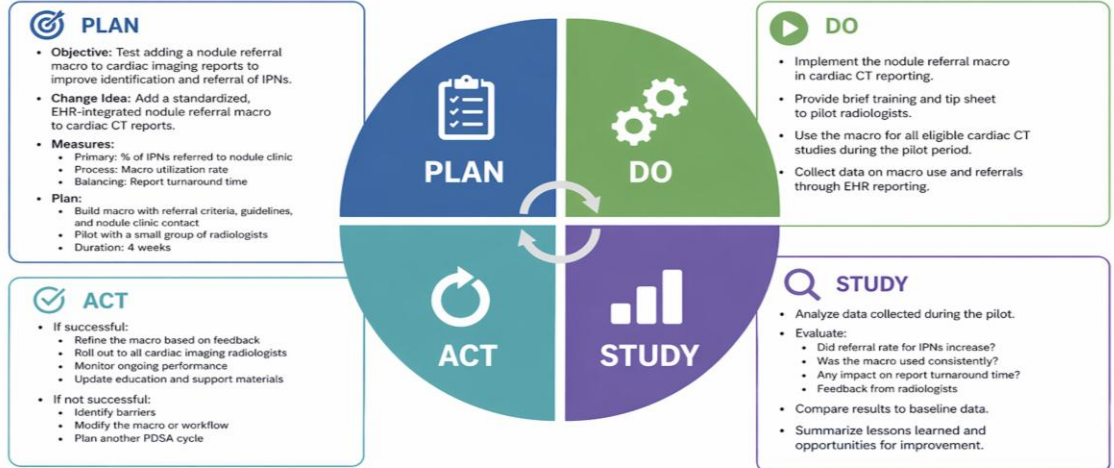 PLAN
• Objective: Test adding a nodule referral
macro to cardiac imaging reports to
improve identification and referral of IPNs.
• Change Idea: Add a standardized,
EHR-integrated nodule referral macro
to cardiac CT reports.
• Measures:
• Primary: % of IPNs referred to nodule clinic
• Process: Macro utilization rate
• Balancing: Report turnaround time
• Plan:
• Build macro with referral criteria, guidelines,
and nodule clinic contact
• Pilot with a small group of radiologists
• Duration: 4 weeks
PLAN
DO
DO
• Implement the nodule referral macro
in cardiac CT reporting.
• Provide brief training and tip sheet
to pilot radiologists.
• Use the macro for all eligible cardiac CT
studies during the pilot period.
• Collect data on macro use and referrals
through EHR reporting.
ACT
• If successful:
• Refine the macro based on feedback
• Roll out to all cardiac imaging radiologists
• Monitor ongoing performance
• Update education and support materials
• If not successful:
• Identify barriers
• Modify the macro or workflow
• Plan another PDSA cycle
ACT
STUDY
STUDY
• Analyze data collected during the pilot.
• Evaluate:
• Did referral rate for IPNs increase?
• Was the macro used consistently?
• Any impact on report turnaround time?
• Feedback from radiologists
• Compare results to baseline data.
• Summarize lessons learned and
opportunities for improvement.